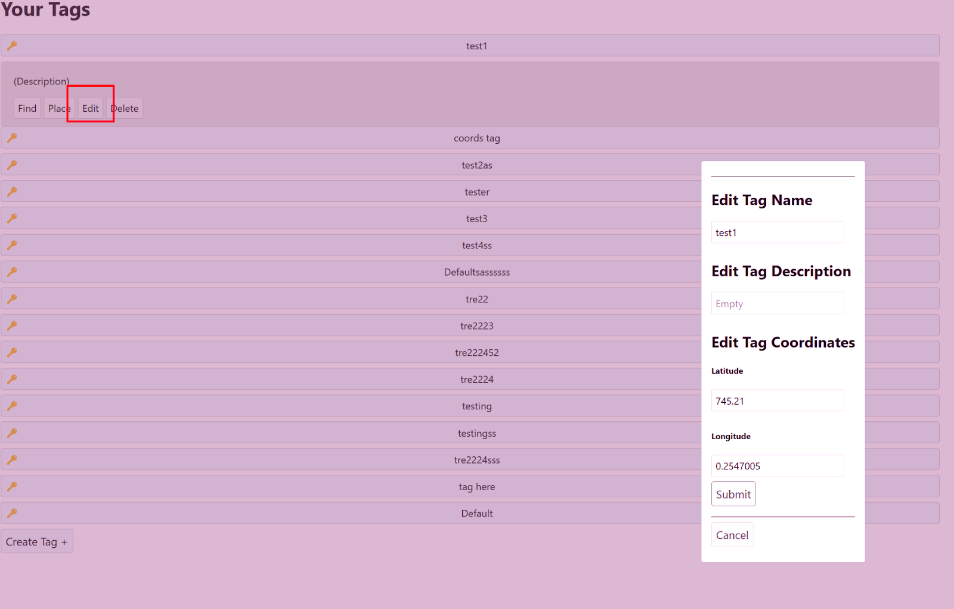 Your Tags
test1
(Description)
Find Place Edit Delete
coords tag
test2as
tester
test3
test4ss
Defaultsassssss
tre22
tre2223
tre222452
tre2224
testing
testingss
tre2224sss
tag here
Default
Create Tag +
Edit Tag Name
test1
Edit Tag Description
Empty
Edit Tag Coordinates
Latitude
745.21
Longitude
0.2547005
Submit
Cancel